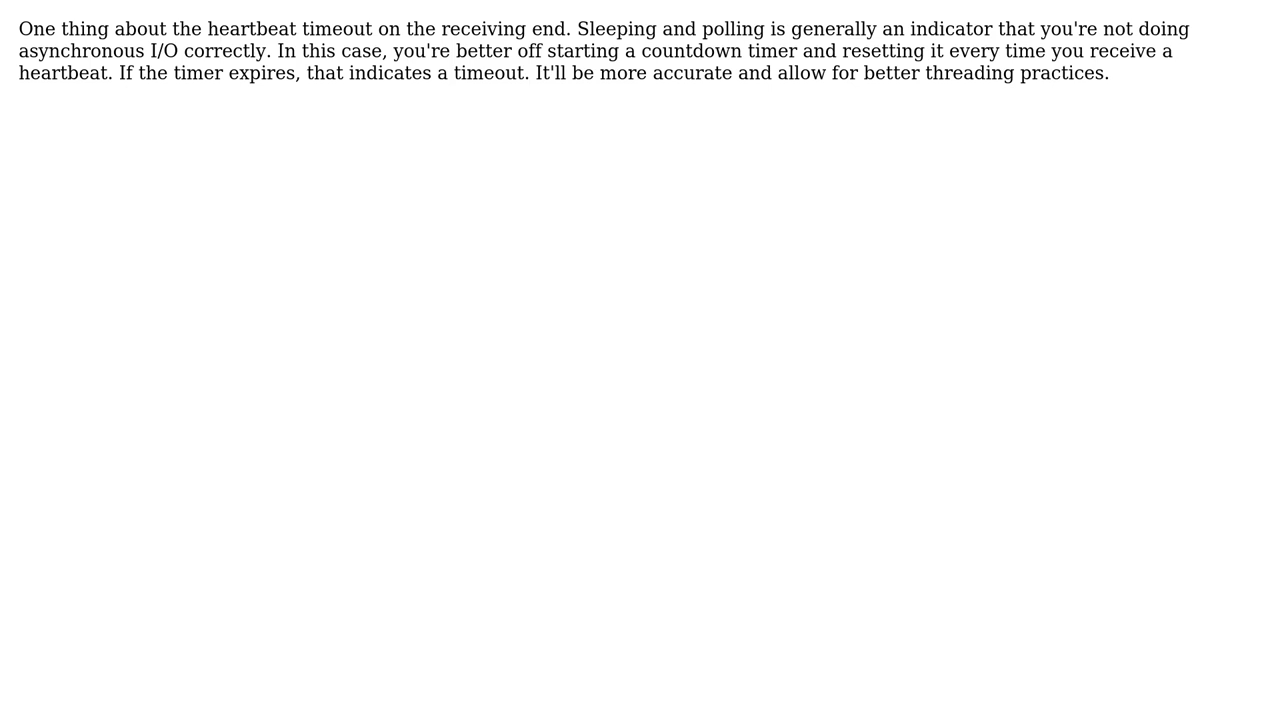 One thing about the heartbeat timeout on the receiving end. Sleeping and polling is generally an indicator that you're not doing
asynchronous I/O correctly. In this case, you're better off starting a countdown timer and resetting it every time you receive a
heartbeat. If the timer expires, that indicates a timeout. It'll be more accurate and allow for better threading practices.